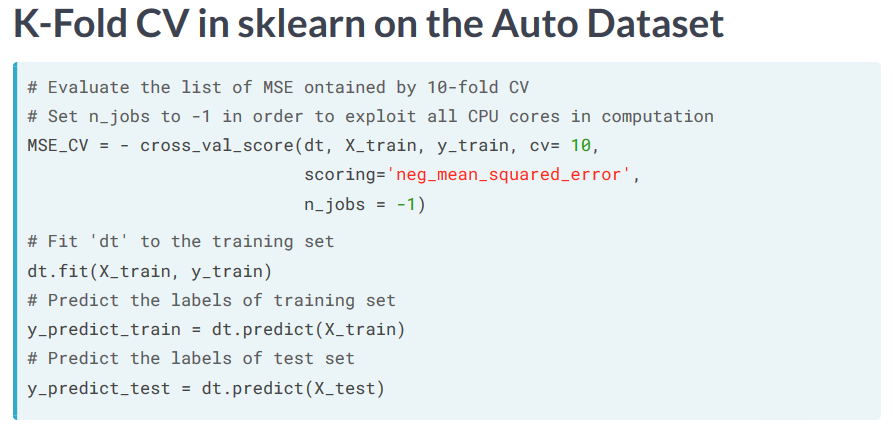 K-Fold CV in sklearn on the Auto Dataset
# Evaluate the list of MSE ontained by 10-fold CV
# Set n_jobs to -1 in order to exploit all CPU cores in computation
MSE_CV = - cross_val_score(dt, X_train, y_train, cv= 10,
scoring='neg_mean_squared_error',
n_jobs = -1)
# Fit 'dt' to the training set
dt.fit(X_train, y_train)
# Predict the labels of training set
y_predict_train = dt.predict(X_train)
# Predict the labels of test set
y_predict_test = dt.predict(X_test)